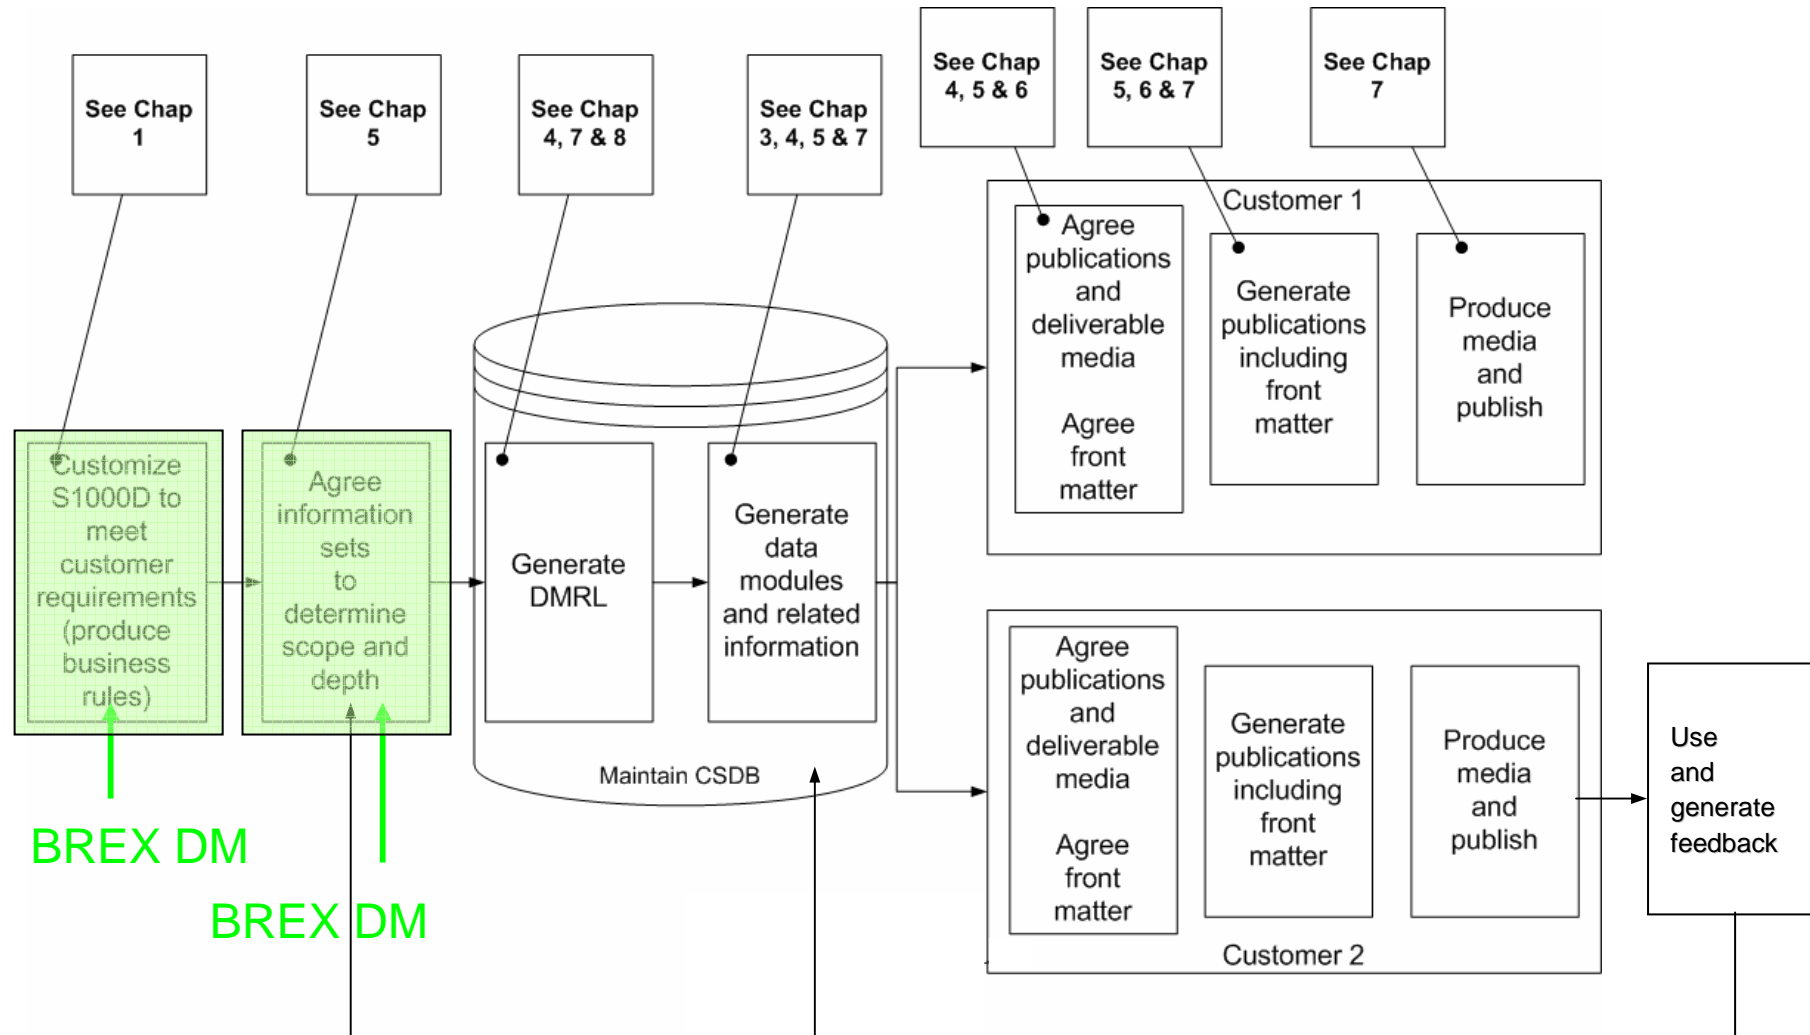 See Chap
1
See Chap
5
See Chap
4, 7 & 8
See Chap
3, 4, 5 & 7
See Chap
4, 5 & 6
See Chap
5, 6 & 7
See Chap
7
Customize
S1000D to
meet
customer
requirements
(produce
business
rules)
Agree
information
sets
to
determine
scope and
depth
Generate
DMRL
Generate
data
modules
and related
information
Maintain CSDB
Customer 1
Agree
publications
and
deliverable
media
Agree
front
matter
Generate
publications
including
front
matter
Produce
media
and
publish
Agree
publications
and
deliverable
media
Agree
front
matter
Generate
publications
including
front
matter
Produce
media
and
publish
Customer 2
Use
and
generate
feedback
BREX DM
BREX DM